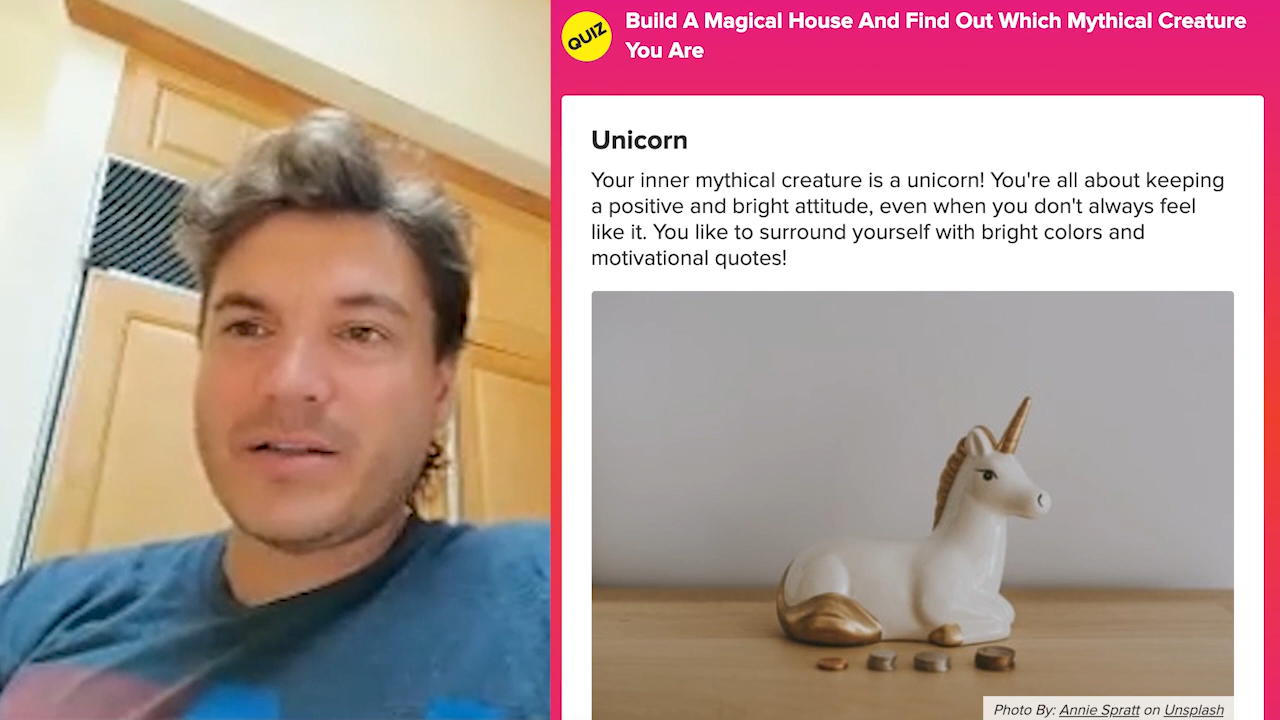 QUIZ
Build A Magical House And Find Out Which Mythical Creature
You Are
Unicorn
Your inner mythical creature is a unicorn! You're all about keeping
a positive and bright attitude, even when you don't always feel
like it. You like to surround yourself with bright colors and
motivational quotes!
Photo By: Annie Spratt on Unsplash